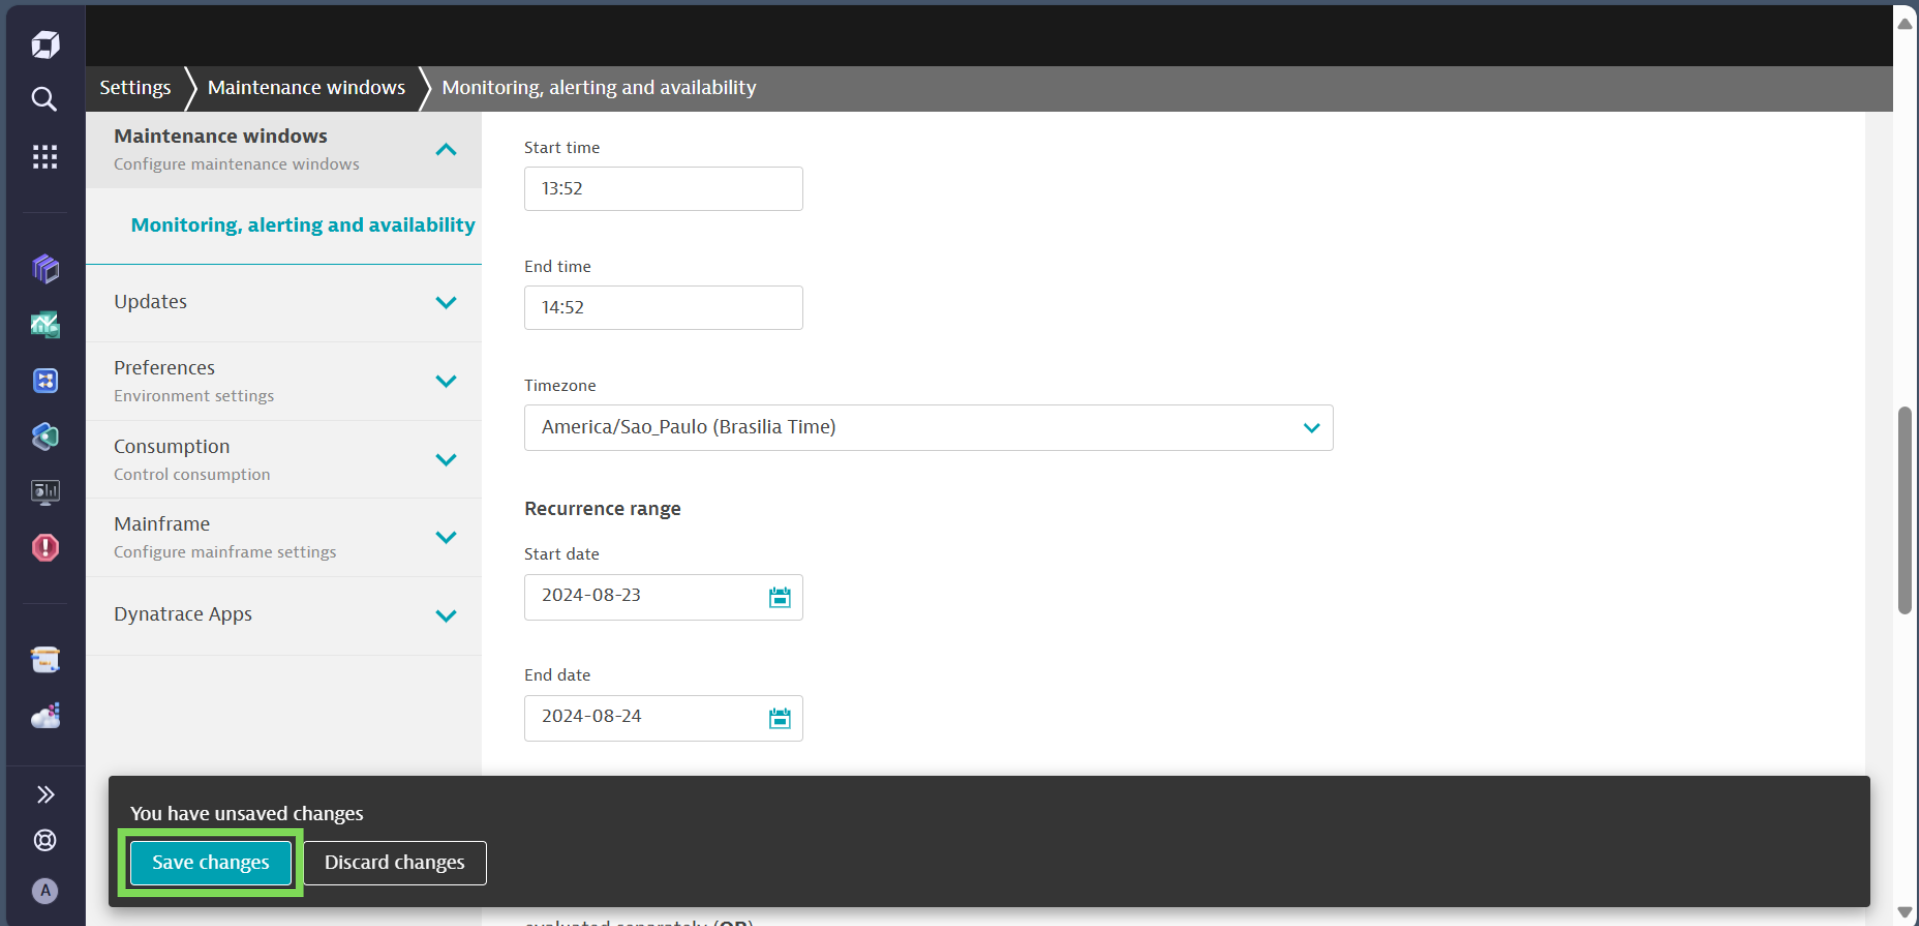 Settings
Maintenance windows
Monitoring, alerting and availability
Maintenance windows
Configure maintenance windows
Monitoring, alerting and availability
Updates
Preferences
Environment settings
Consumption
Control consumption
Mainframe
Configure mainframe settings
Dynatrace Apps
Start time
13:52
End time
14:52
Timezone
America/Sao_Paulo (Brasilia Time)
Recurrence range
Start date
2024-08-23
End date
2024-08-24
You have unsaved changes
Save changes
Discard changes
A
evaluated separately (OR)